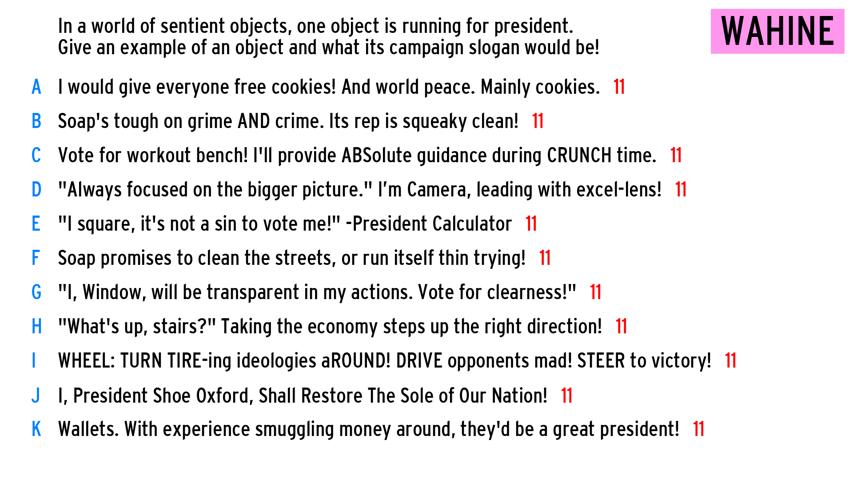 In a world of sentient objects, one object is running for president.
Give an example of an object and what its campaign slogan would be!
WAHINE
A I would give everyone free cookies! And world peace. Mainly cookies. 11
B Soap's tough on grime AND crime. Its rep is squeaky clean! 11
C Vote for workout bench! I'll provide ABSolute guidance during CRUNCH time. 11
D "Always focused on the bigger picture." I'm Camera, leading with excel-lens! 11
E "I square, it's not a sin to vote me!" -President Calculator 11
F Soap promises to clean the streets, or run itself thin trying! 11
G "I, Window, will be transparent in my actions. Vote for clearness!" 11
H "What's up, stairs?" Taking the economy steps up the right direction! 11
I WHEEL: TURN TIRE-ing ideologies aROUND! DRIVE opponents mad! STEER to victory! 11
J I, President Shoe Oxford, Shall Restore The Sole of Our Nation! 11
K Wallets. With experience smuggling money around, they'd be a great president! 11